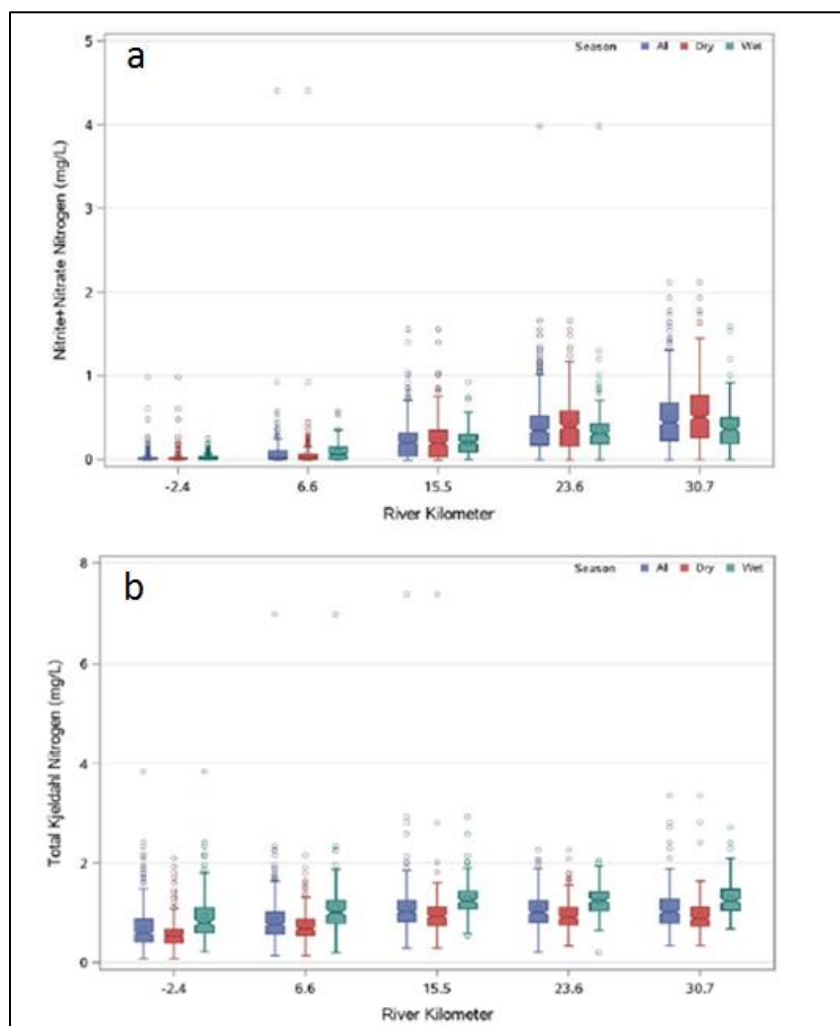 a
Season All Dry Wet
5
4
3
2
1
0
Nitrite+Nitrate Nitrogen (mg/L)
-2.4 6.6 15.5 23.6 30.7
River Kilometer
b
Season All Dry Wet
8
6
4
2
0
Total Kjeldahl Nitrogen (mg/L)
-2.4 6.6 15.5 23.6 30.7
River Kilometer